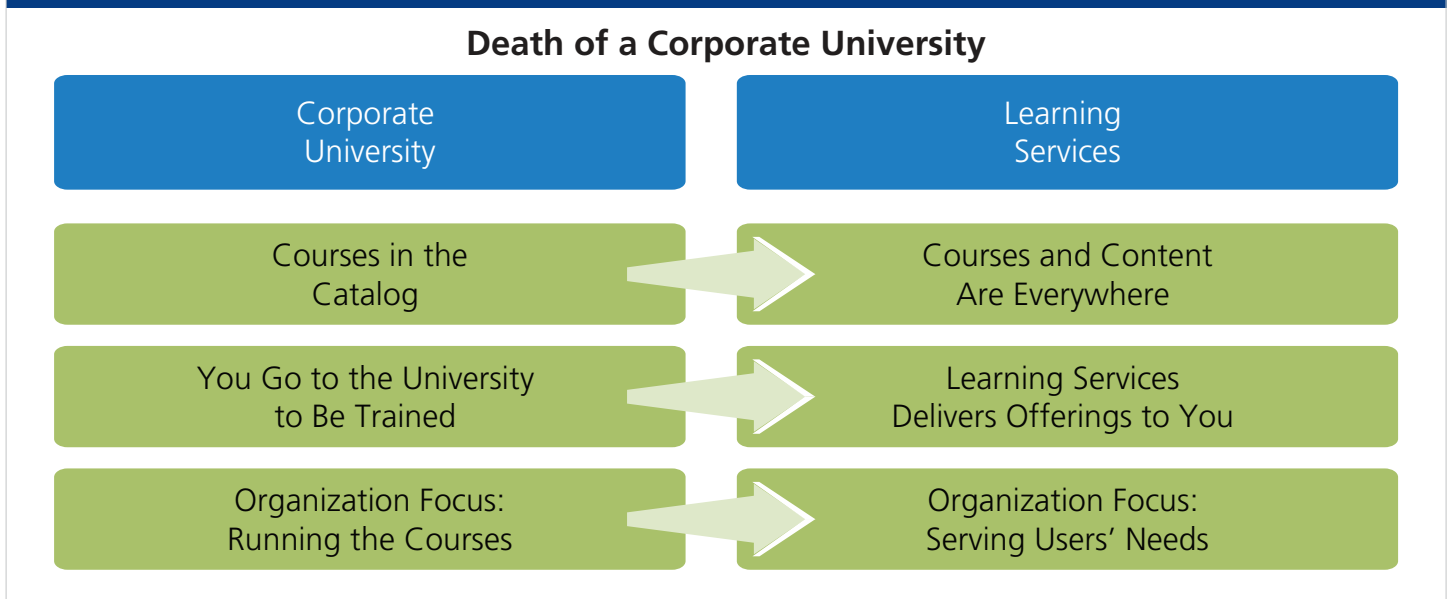 Death of a Corporate University
Corporate
University
Learning
Services
Courses in the
Catalog
Courses and Content
Are Everywhere
You Go to the University
to Be Trained
Learning Services
Delivers Offerings to You
Organization Focus:
Running the Courses
Organization Focus:
Serving Users’ Needs